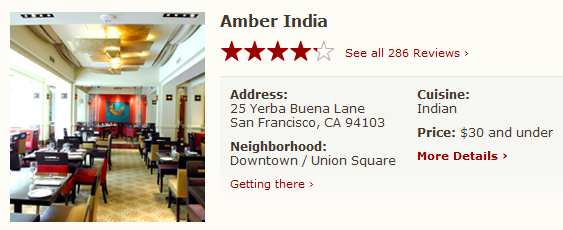 Amber India
See all 286 Reviews ›
Address:
25 Yerba Buena Lane
San Francisco, CA 94103
Neighborhood:
Downtown / Union Square
Getting there ›
Cuisine:
Indian
Price: $30 and under
More Details ›